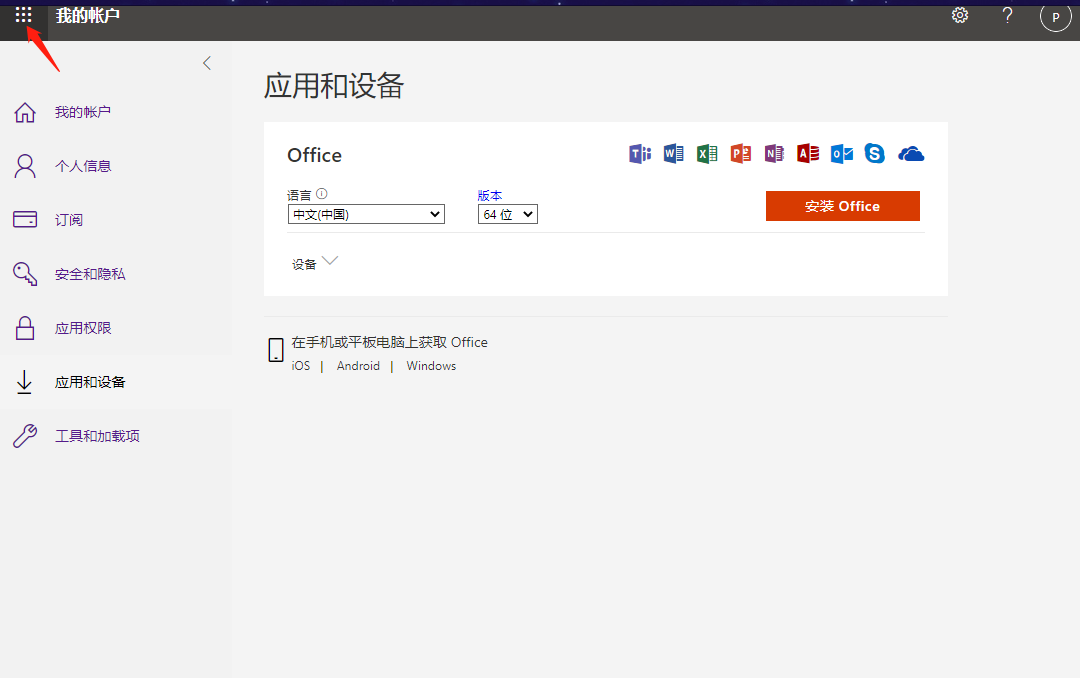 我的帐户
?
P
我的帐户
个人信息
订阅
安全和隐私
应用权限
应用和设备
工具和加载项
应用和设备
Office
语言
版本
中文(中国)
64 位
安装 Office
设备
在手机或平板电脑上获取 Office
iOS | Android | Windows